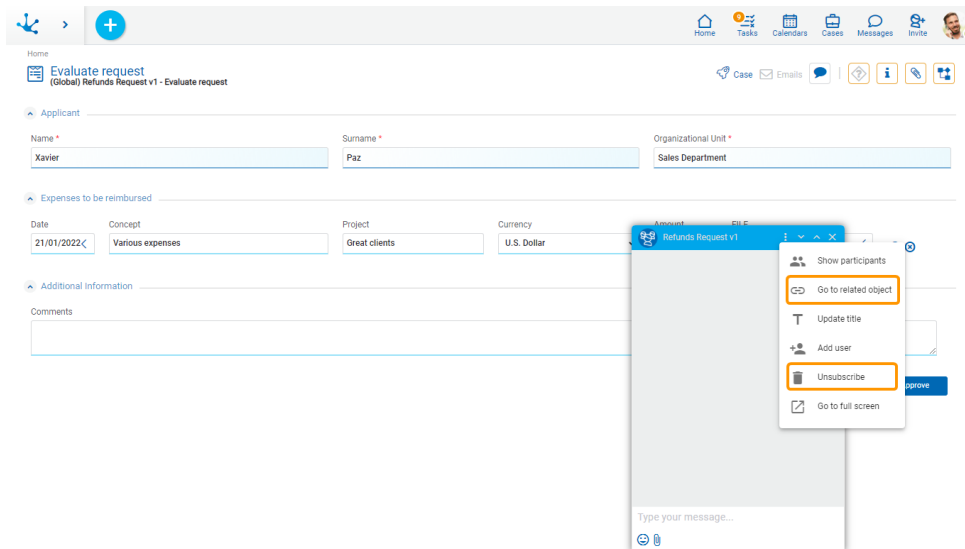 9
Home
Tasks
Calendars
Cases
Messages
Invite
Home
Evaluate request
(Global) Refunds Request v1 - Evaluate request
Case
Emails
Applicant
Name *
Surname *
Organizational Unit *
Xavier
Paz
Sales Department
Expenses to be reimbursed
Date
Concept
Project
Currency
Amount
FILE
21/01/2022
Various expenses
Great clients
U.S. Dollar
Refunds Request v1
Show participants
Go to related object
Update title
Add user
Unsubscribe
Go to full screen
Additional Information
Comments
pprove
Type your message...